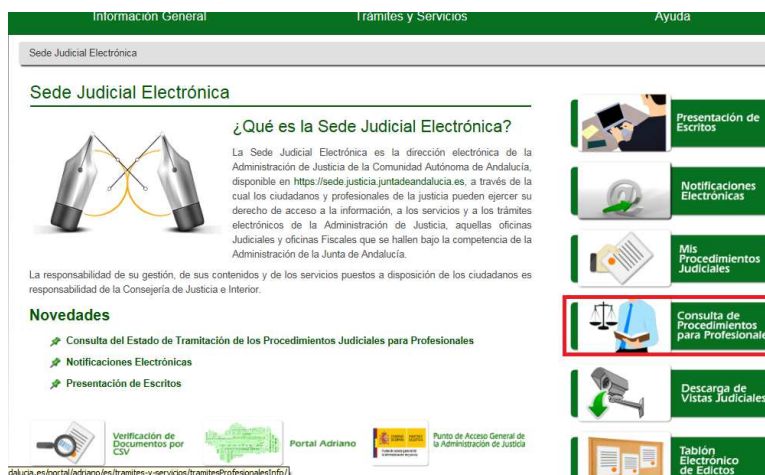 Información General
Trámites y Servicios
Ayuda
Sede Judicial Electrónica
Sede Judicial Electrónica
¿Qué es la Sede Judicial Electrónica?
La Sede Judicial Electrónica es la dirección electrónica de la
Administración de Justicia de la Comunidad Autónoma de Andalucía,
disponible en https://sede.justicia.juntadeandalucia.es, a través de la
cual los ciudadanos y profesionales de la justicia pueden ejercer su
derecho de acceso a la información, a los servicios y a los trámites
electrónicos de la Administración de Justicia, aquellas oficinas
Judiciales y oficinas Fiscales que se hallen bajo la competencia de la
Administración de la Junta de Andalucía.
La responsabilidad de su gestión, de sus contenidos y de los servicios puestos a disposición de los ciudadanos es
responsabilidad de la Consejería de Justicia e Interior.
Novedades
Consulta del Estado de Tramitación de los Procedimientos Judiciales para Profesionales
Notificaciones Electrónicas
Presentación de Escritos
Verificación de
Documentos por
CSV
Portal Adriano
Punto de Acceso General de
la Administración de Justicia
dalucia.es/portal/adriano/es/tramites-y-servicios/tramitesProfesionalesInfo/
Presentación de
Escritos
Notificaciones
Electrónicas
Mis
Procedimientos
Judiciales
Consulta de
Procedimientos
para Profesionale
Descarga de
Vistas Judiciales
Tablón
Electrónico
de Edictos